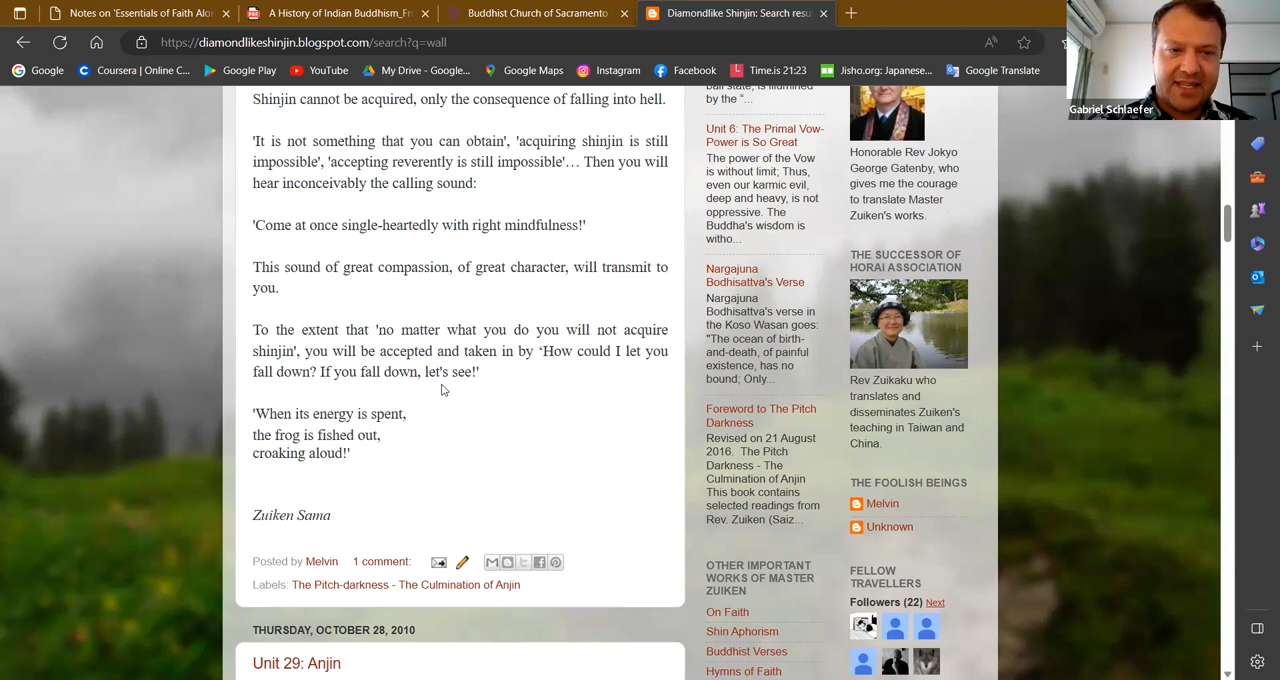 Notes on 'Essentials of Faith Alo
A History of Indian Buddhism_Fr
Buddhist Church of Sacramento
Diamondlike Shinjin: Search resu
https://diamondlikeshinjin.blogspot.com/search?q=wall
Google
Coursera | Online C...
Google Play
YouTube
My Drive - Google...
Google Maps
Instagram
Facebook
Time.is 21:23
Jisho.org: Japanese...
Google Translate
Gabriel Schlaefer
Shinjin cannot be acquired, only the consequence of falling into hell.
'It is not something that you can obtain', 'acquiring shinjin is still
impossible', 'accepting reverently is still impossible'… Then you will
hear inconceivably the calling sound:
'Come at once single-heartedly with right mindfulness!'
This sound of great compassion, of great character, will transmit to
you.
To the extent that 'no matter what you do you will not acquire
shinjin', you will be accepted and taken in by ‘How could I let you
fall down? If you fall down, let's see!'
'When its energy is spent,
the frog is fished out,
croaking aloud!'
Zuiken Sama
Posted by Melvin 1 comment:
Labels: The Pitch-darkness - The Culmination of Anjin
THURSDAY, OCTOBER 28, 2010
Unit 29: Anjin
ball state, is illumined
by the “...
Unit 6: The Primal Vow-
Power is So Great
The power of the Vow
is without limit; Thus,
even our karmic evil,
deep and heavy, is not
oppressive. The
Buddha's wisdom is
witho...
Nargajuna
Bodhisattva's Verse
Nargajuna
Bodhisattva's verse in
the Koso Wasan goes:
"The ocean of birth-
and-death, of painful
existence, has no
bound; Only...
Foreword to The Pitch
Darkness
Revised on 21 August
2016. The Pitch
Darkness - The
Culmination of Anjin
This book contains
selected readings from
Rev. Zuiken (Saiz...
OTHER IMPORTANT
WORKS OF MASTER
ZUIKEN
On Faith
Shin Aphorism
Buddhist Verses
Hymns of Faith
Honorable Rev Jokyo
George Gatenby, who
gives me the courage
to translate Master
Zuiken's works.
THE SUCCESSOR OF
HORAI ASSOCIATION
Rev Zuikaku who
translates and
disseminates Zuiken's
teaching in Taiwan and
China.
THE FOOLISH BEINGS
Melvin
Unknown
FELLOW
TRAVELLERS
Followers (22) Next